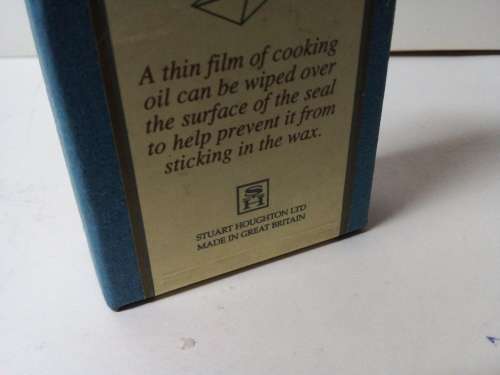 A thin film of cooking
oil can be wiped over
the surface of the seal
to help prevent it from
sticking in the wax.
SH
STUART HOUGHTON LTD
MADE IN GREAT BRITAIN